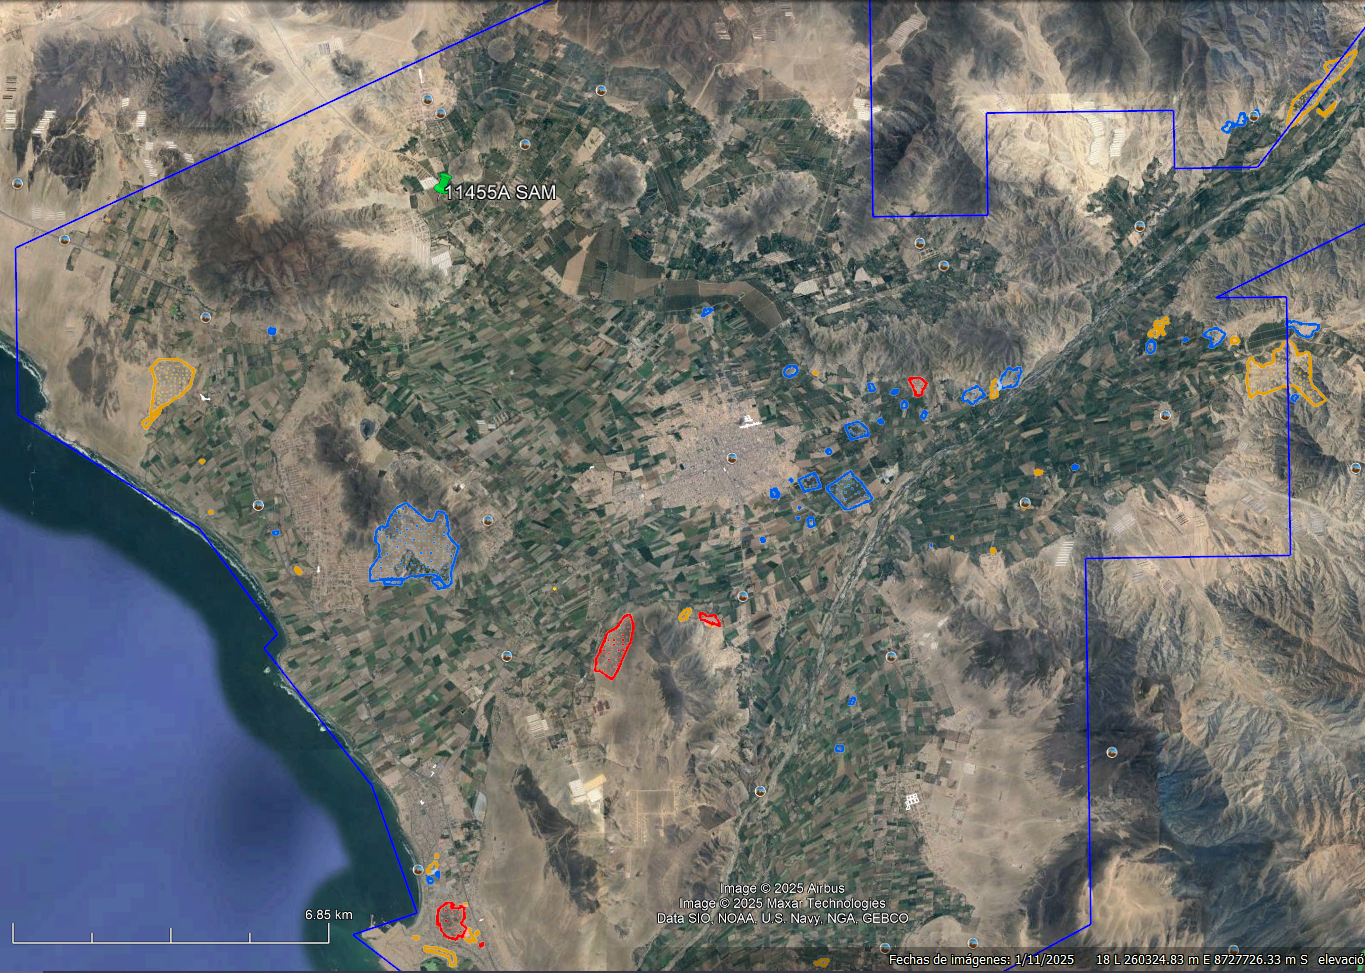 11455A SAM
6.85 km
Image © 2025 Airbus
Image © 2025 Maxar Technologies
Data SIO, NOAA, U.S. Navy, NGA, GEBCO
Fechas de imágenes: 1/11/2025 18 L 260324.83 m E 8727726.33 m S elevació